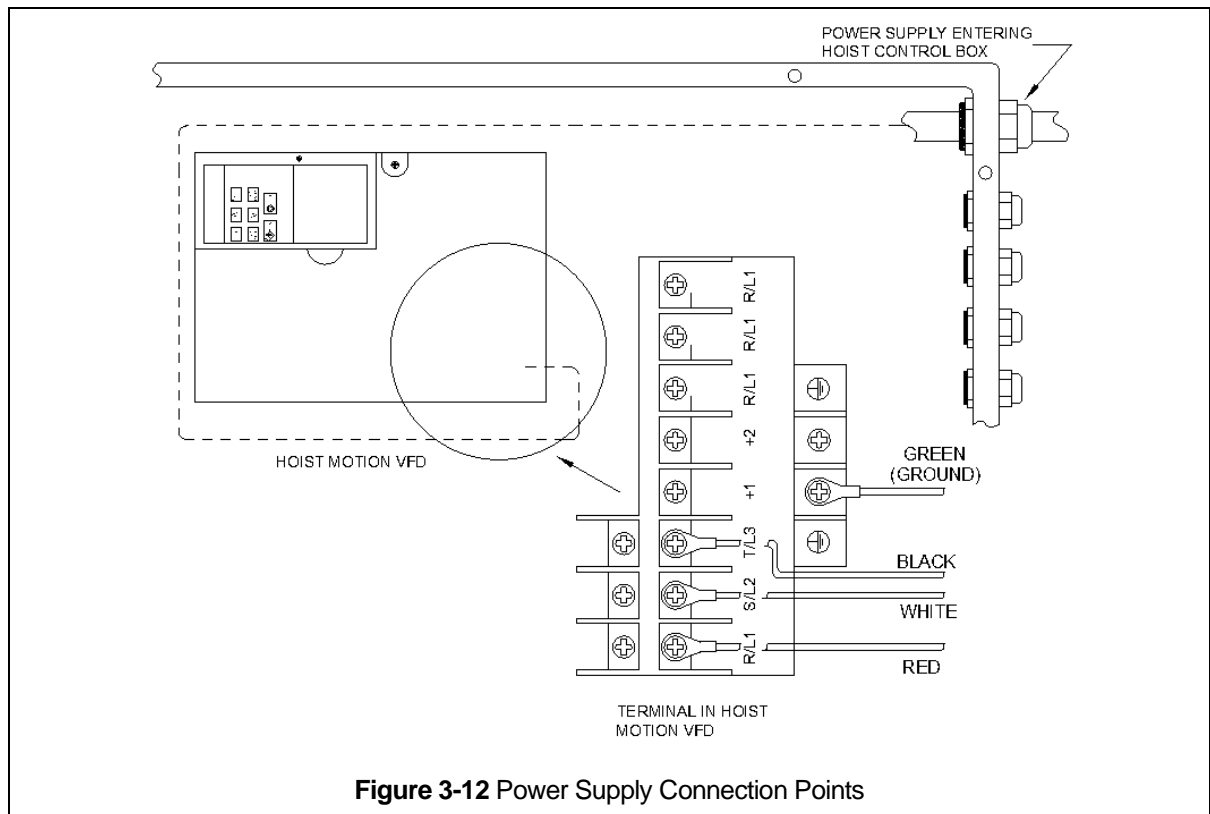 POWER SUPPLY ENTERING
HOIST CONTROL BOX
HOIST MOTION VFD
R/L1
R/L1
R/L1
+2
+1
T/L3
S/L2
R/L1
GREEN
(GROUND)
BLACK
WHITE
RED
TERMINAL IN HOIST
MOTION VFD
Figure 3-12 Power Supply Connection Points